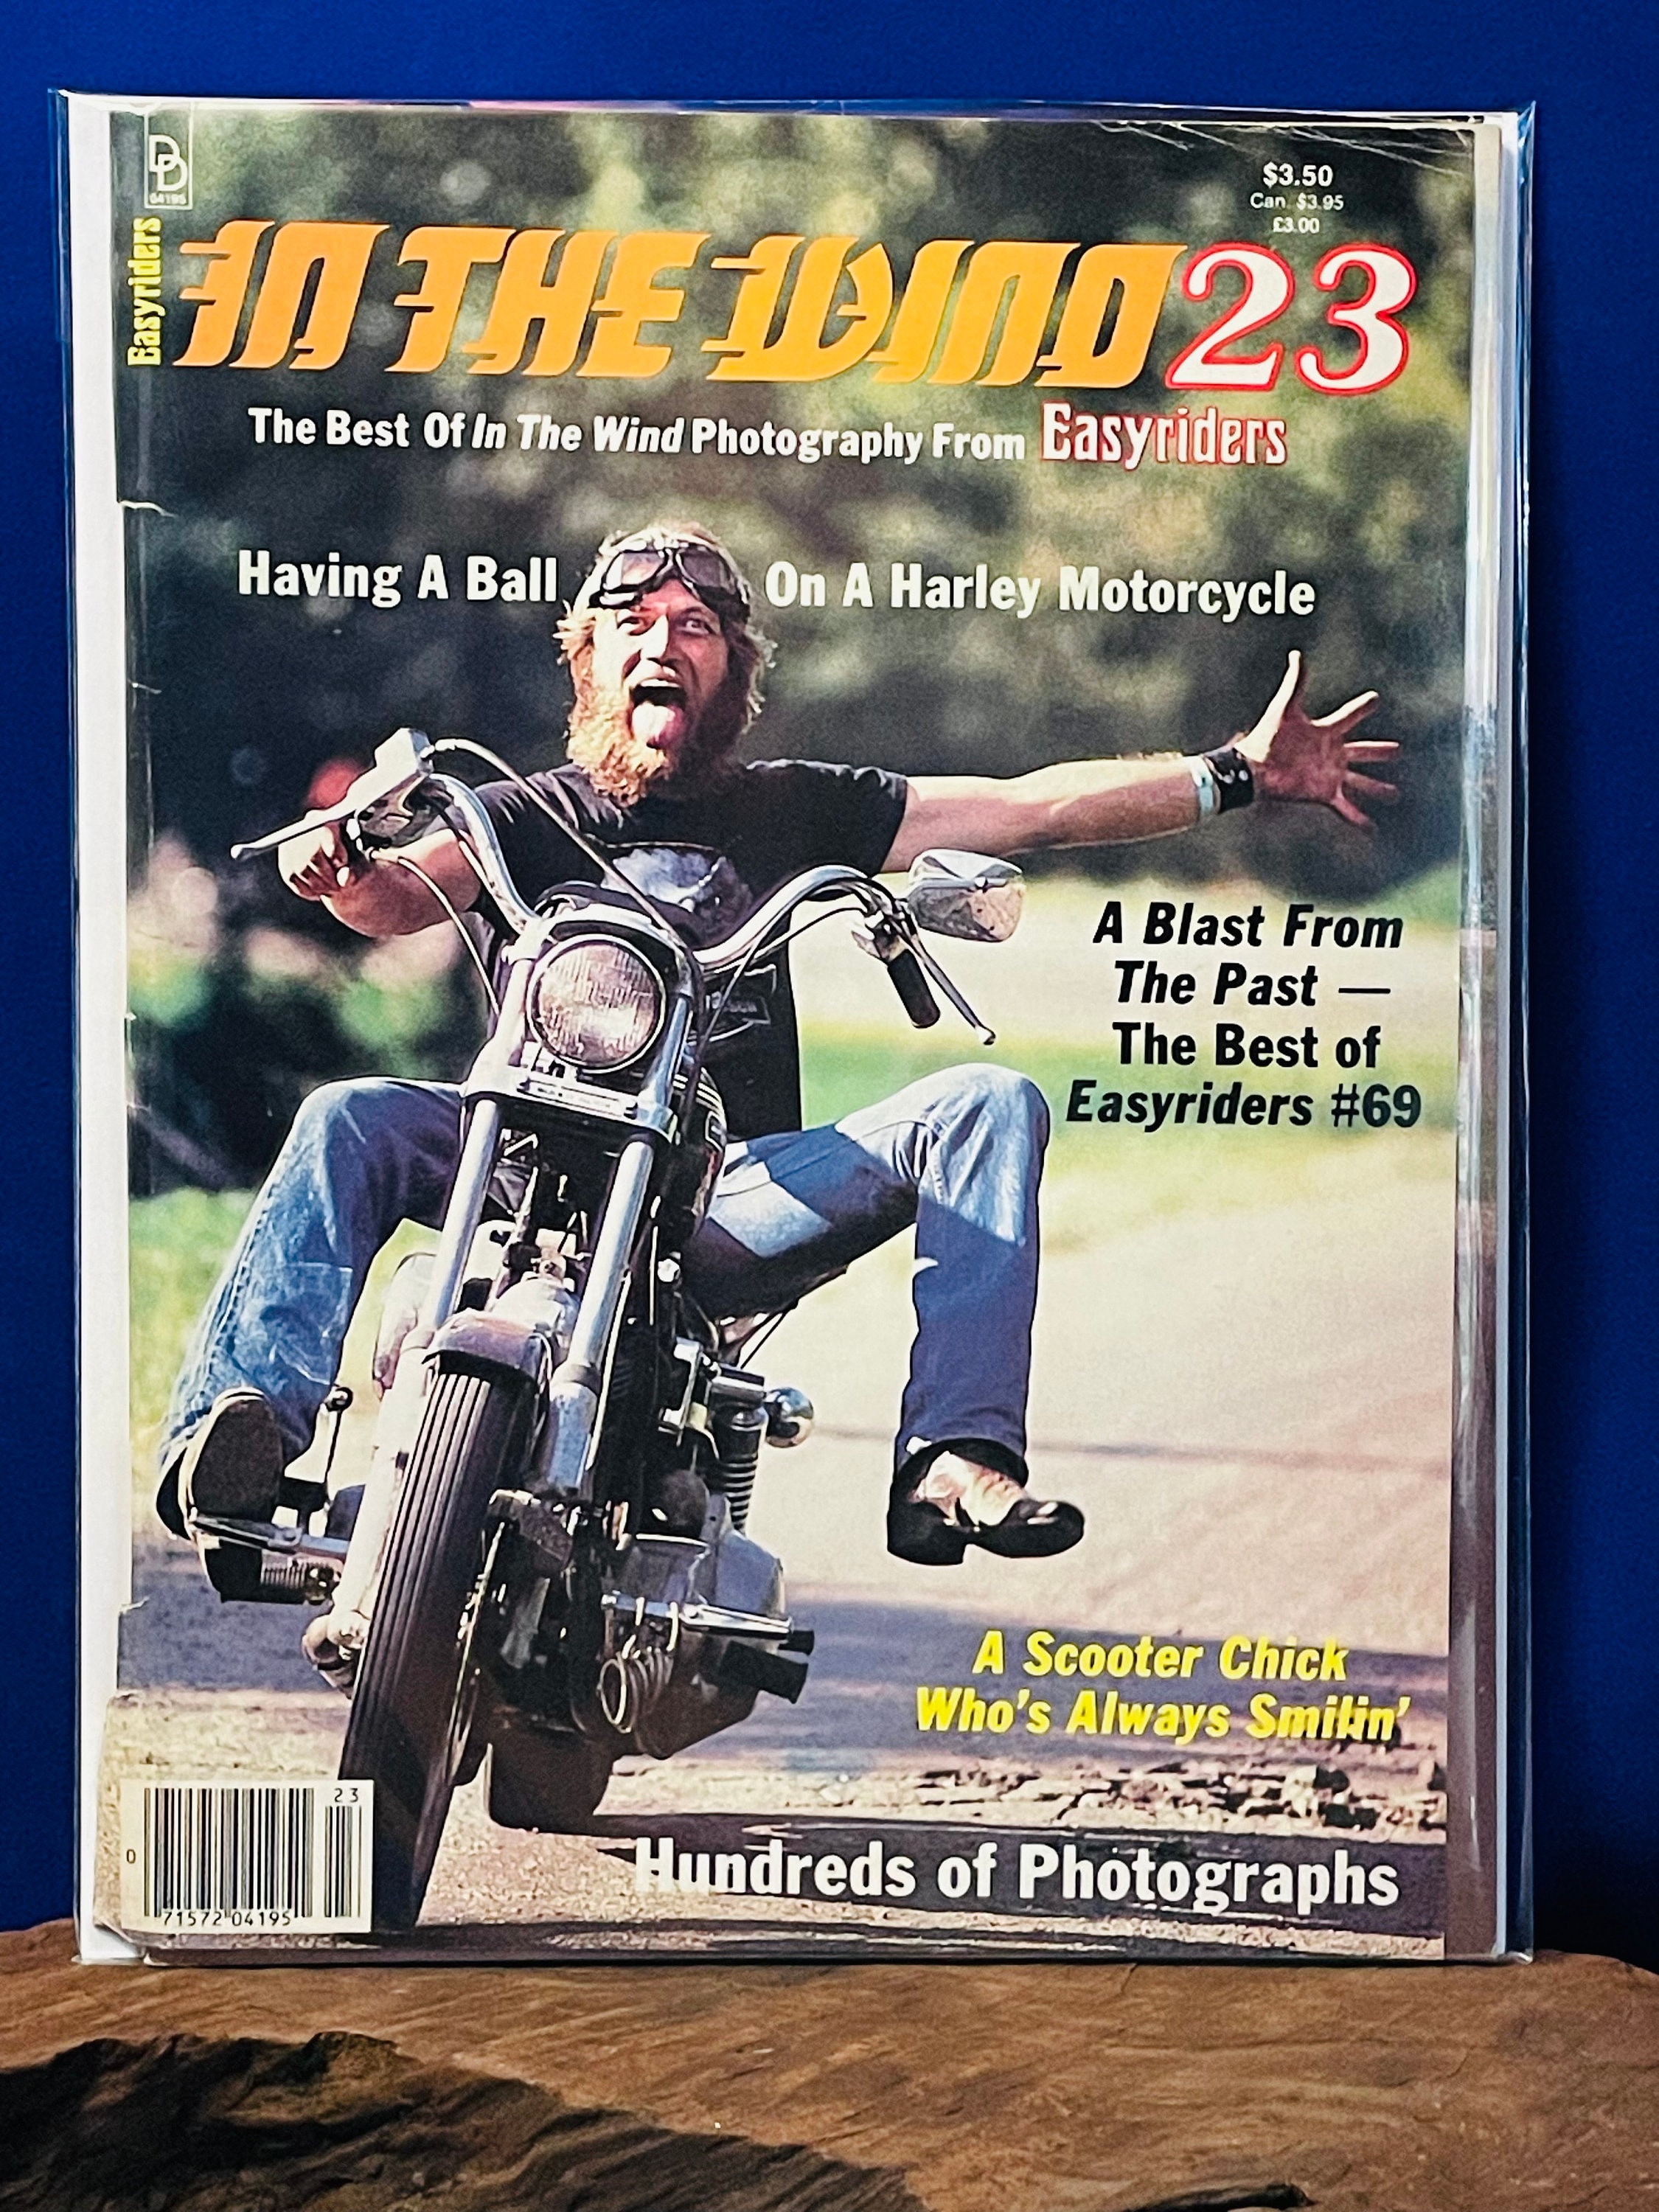 DD
64195
$3.50
Can. $3.95
£3.00
Easyriders
IN THE WIND 23
The Best Of In The Wind Photography From Easyriders
Having A Ball On A Harley Motorcycle
A Blast From
The Past —
The Best of
Easyriders #69
A Scooter Chick
Who's Always Smilin'
Hundreds of Photographs
23
0 71572 04195